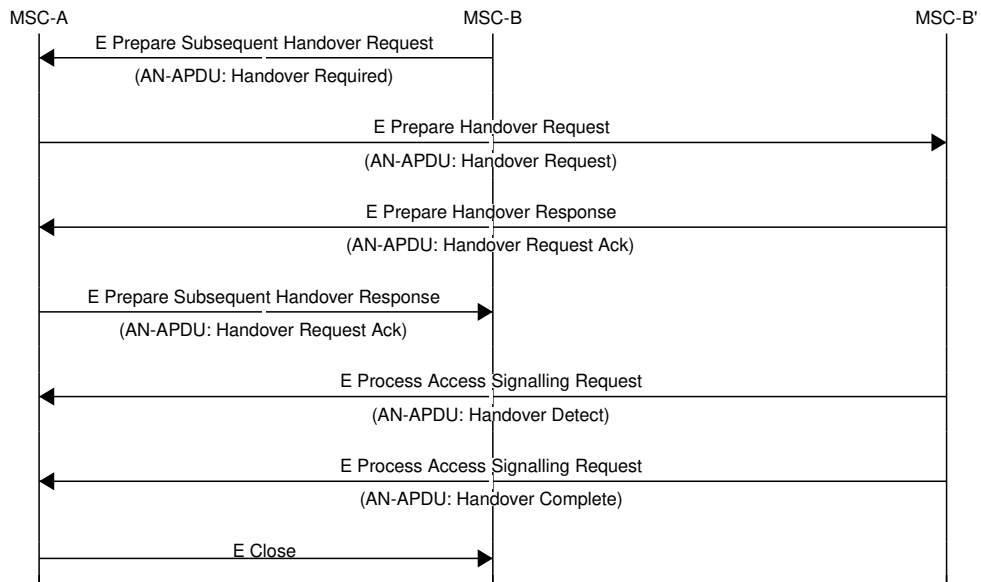 MSC-A MSC-B MSC-B'
E Prepare Subsequent Handover Request
(AN-APDU: Handover Required)
E Prepare Handover Request
(AN-APDU: Handover Request)
E Prepare Handover Response
(AN-APDU: Handover Request Ack)
E Prepare Subsequent Handover Response
(AN-APDU: Handover Request Ack)
E Process Access Signalling Request
(AN-APDU: Handover Detect)
E Process Access Signalling Request
(AN-APDU: Handover Complete)
E Close